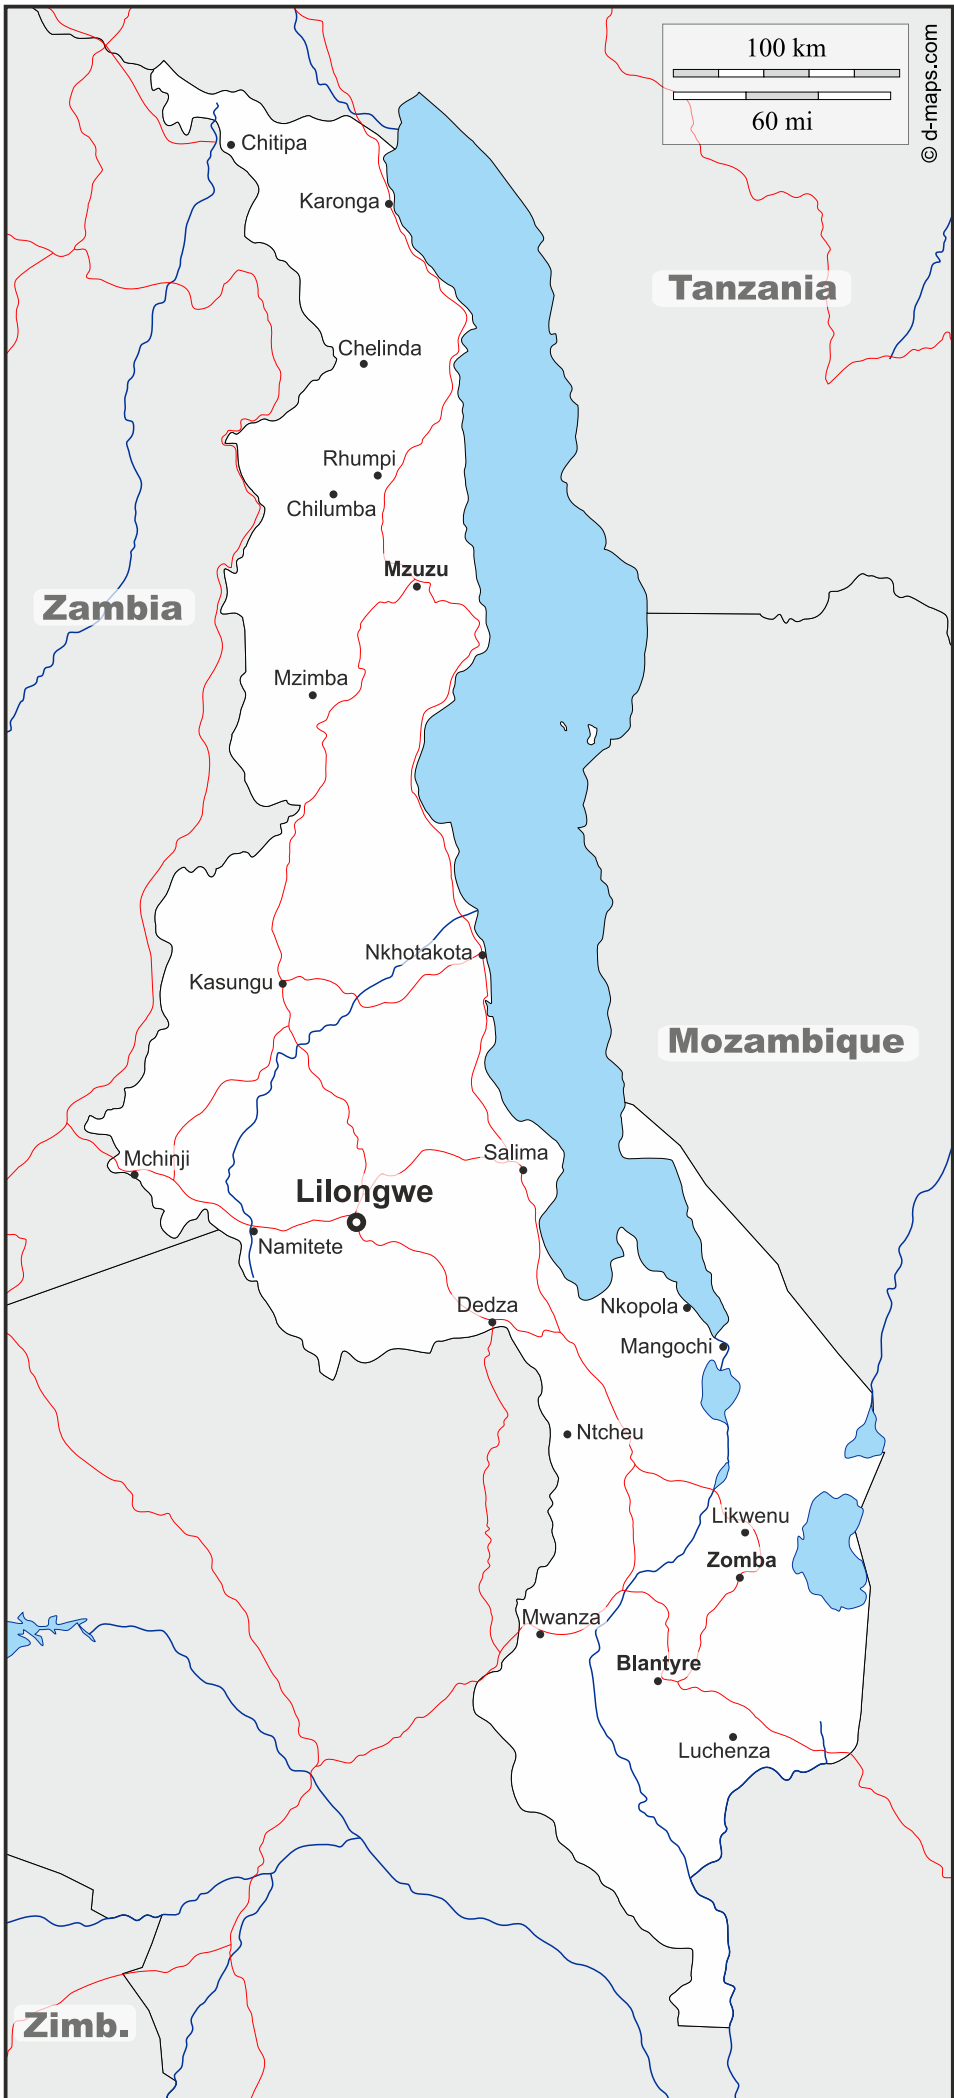 100 km
60 mi
© d-maps.com
Chitipa
Karonga
Tanzania
Chelinda
Rhumpi
Chilumba
Mzuzu
Zambia
Mzimba
Nkhotakota
Kasungu
Mozambique
Salima
Mchinji
Lilongwe
Namitete
Dedza
Nkopola
Mangochi
Ntcheu
Likwenu
Zomba
Mwanza
Blantyre
Luchenza
Zimb.